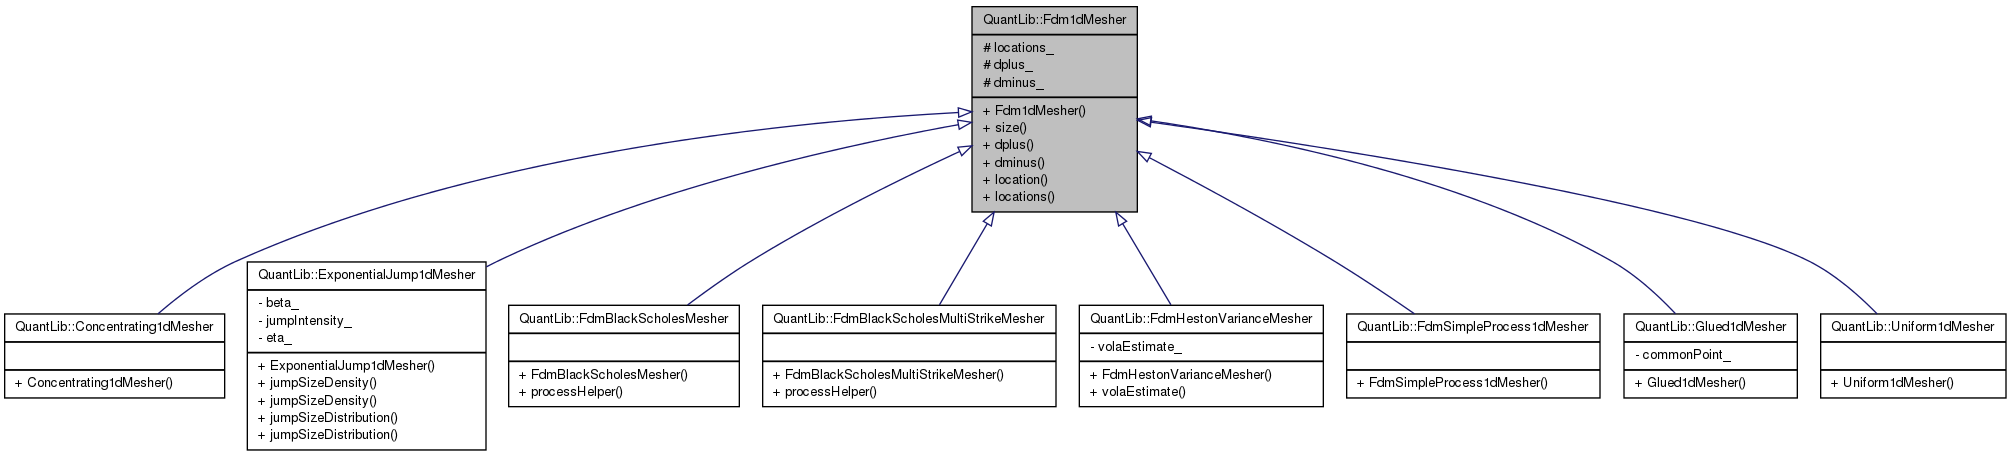 QuantLib::Fdm1dMesher
# locations_
# dplus_
# dminus_
+ Fdm1dMesher()
+ size()
+ dplus()
+ dminus()
+ location()
+ locations()
QuantLib::Concentrating1dMesher
+ Concentrating1dMesher()
QuantLib::ExponentialJump1dMesher
- beta_
- jumpIntensity_
- eta_
+ ExponentialJump1dMesher()
+ jumpSizeDensity()
+ jumpSizeDensity()
+ jumpSizeDistribution()
+ jumpSizeDistribution()
QuantLib::FdmBlackScholesMesher
+ FdmBlackScholesMesher()
+ processHelper()
QuantLib::FdmBlackScholesMultiStrikeMesher
+ FdmBlackScholesMultiStrikeMesher()
+ processHelper()
QuantLib::FdmHestonVarianceMesher
- volaEstimate_
+ FdmHestonVarianceMesher()
+ volaEstimate()
QuantLib::FdmSimpleProcess1dMesher
+ FdmSimpleProcess1dMesher()
QuantLib::Glued1dMesher
- commonPoint_
+ Glued1dMesher()
QuantLib::Uniform1dMesher
+ Uniform1dMesher()